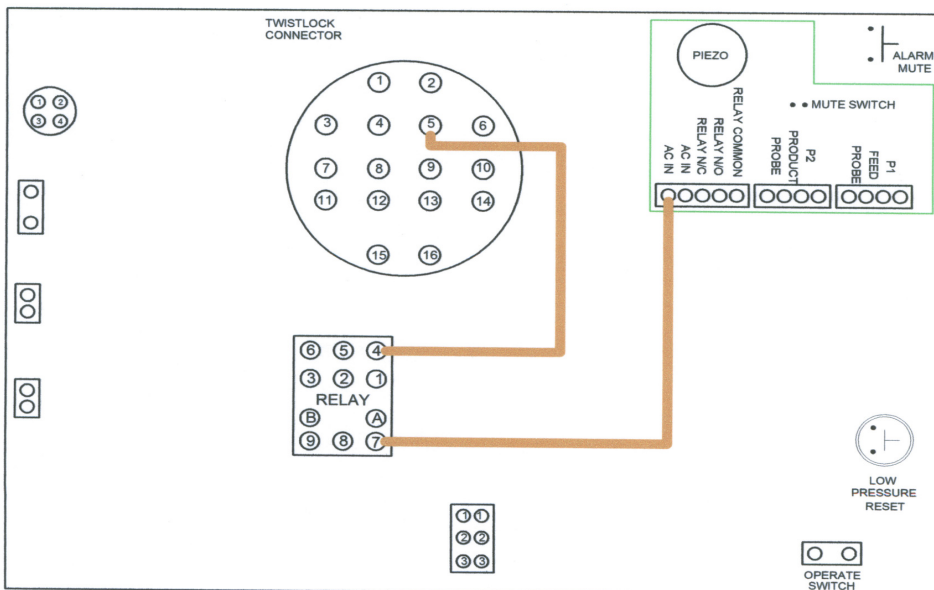 TWISTLOCK
CONNECTOR
1 2
3 4 5 6
7 8 9 10
11 12 13 14
15 16
1 2
3 4
PIEZO
ALARM
MUTE
MUTE SWITCH
AC IN
AC IN
RELAY N/C
RELAY N/O
RELAY COMMON
PROBE
PRODUCT
P2
PROBE
FEED
P1
6 5 4
3 2 1
RELAY
B A
9 8 7
1 1
2 2
3 3
LOW
PRESSURE
RESET
OPERATE
SWITCH